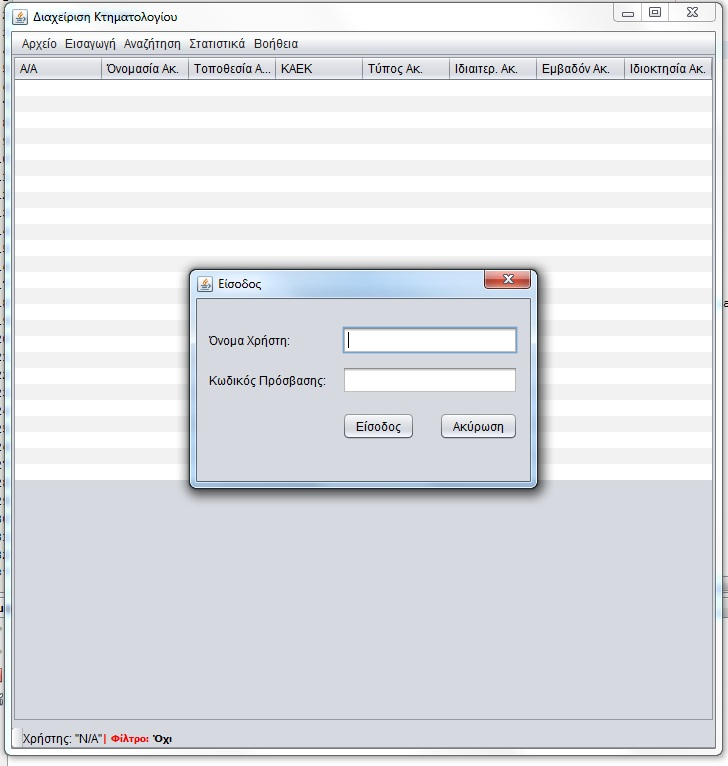 Διαχείριση Κτηματολογίου
Αρχείο Εισαγωγή Αναζήτηση Στατιστικά Βοήθεια
Α/Α Όνομασία Ακ. Τοποθεσία Α... ΚΑΕΚ Τύπος Ακ. Ιδιαιτερ. Ακ. Εμβαδόν Ακ. Ιδιοκτησία Ακ.
Είσοδος
Όνομα Χρήστη:
Κωδικός Πρόσβασης:
Είσοδος Ακύρωση
Χρήστης: "N/A" | Φίλτρο: Όχι